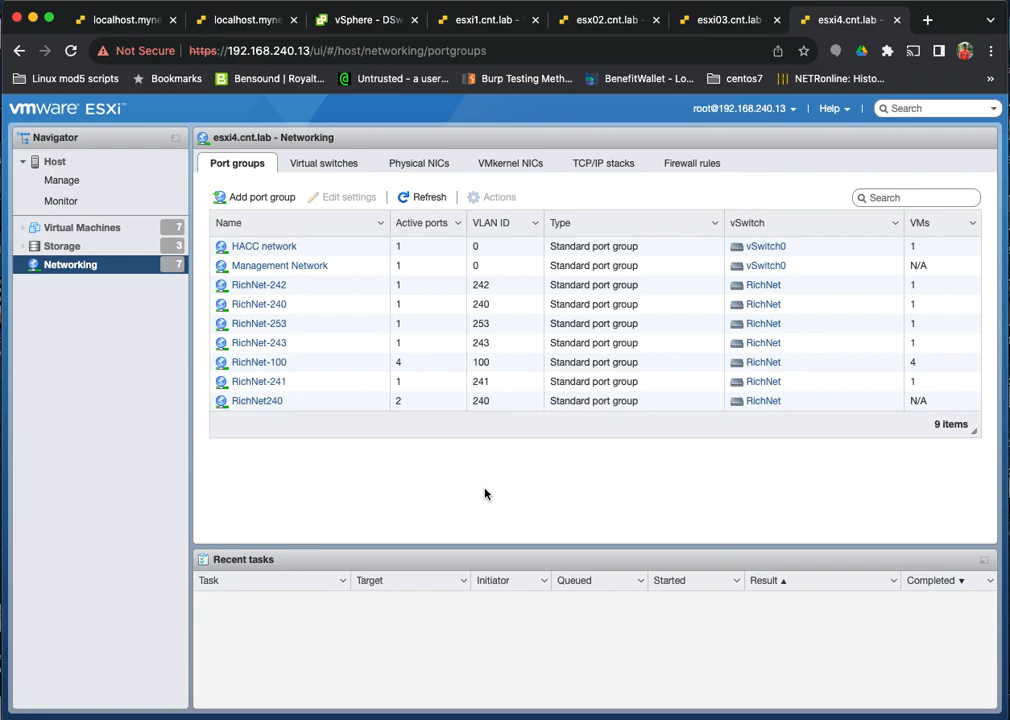 localhost.myne
localhost.myne
vSphere - DSw
esxi1.cnt.lab -
esx02.cnt.lab -
esxi03.cnt.lab
esxi4.cnt.lab -
Not Secure
https://192.168.240.13/ui/#/host/networking/portgroups
Linux mod5 scripts
Bookmarks
Bensound | Royalt...
Untrusted - a user...
Burp Testing Meth...
BenefitWallet - Lo...
centos7
NETRonline: Histo...
»
vmware ESXi™
root@192.168.240.13
Help
Search
Navigator
esxi4.cnt.lab - Networking
Host
Manage
Monitor
Virtual Machines 7
Storage 3
Networking 7
Port groups
Virtual switches
Physical NICs
VMkernel NICs
TCP/IP stacks
Firewall rules
Add port group
Edit settings
Refresh
Actions
Search
Name Active ports VLAN ID Type vSwitch VMs
HACC network 1 0 Standard port group vSwitch0 1
Management Network 1 0 Standard port group vSwitch0 N/A
RichNet-242 1 242 Standard port group RichNet 1
RichNet-240 1 240 Standard port group RichNet 1
RichNet-253 1 253 Standard port group RichNet 1
RichNet-243 1 243 Standard port group RichNet 1
RichNet-100 4 100 Standard port group RichNet 4
RichNet-241 1 241 Standard port group RichNet 1
RichNet240 2 240 Standard port group RichNet N/A
9 items
Recent tasks
Task Target Initiator Queued Started Result ▲ Completed ▼